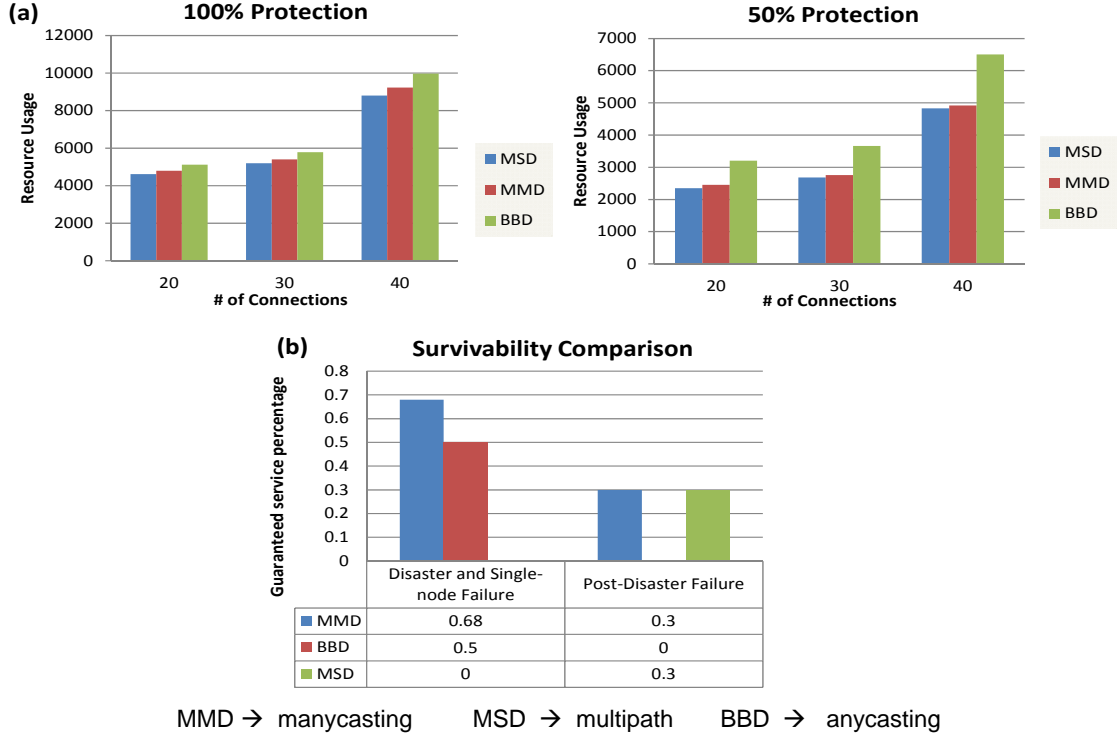 (a)
100% Protection
Resource Usage
12000
10000
8000
6000
4000
2000
0
20 30 40
# of Connections
MSD
MMD
BBD
50% Protection
Resource Usage
7000
6000
5000
4000
3000
2000
1000
0
20 30 40
# of Connections
MSD
MMD
BBD
(b)
Survivability Comparison
Guaranteed service percentage
0.8
0.7
0.6
0.5
0.4
0.3
0.2
0.1
0
Disaster and Single-
node Failure
Post-Disaster Failure
MMD 0.68 0.3
BBD 0.5 0
MSD 0 0.3
MMD → manycasting MSD → multipath BBD → anycasting